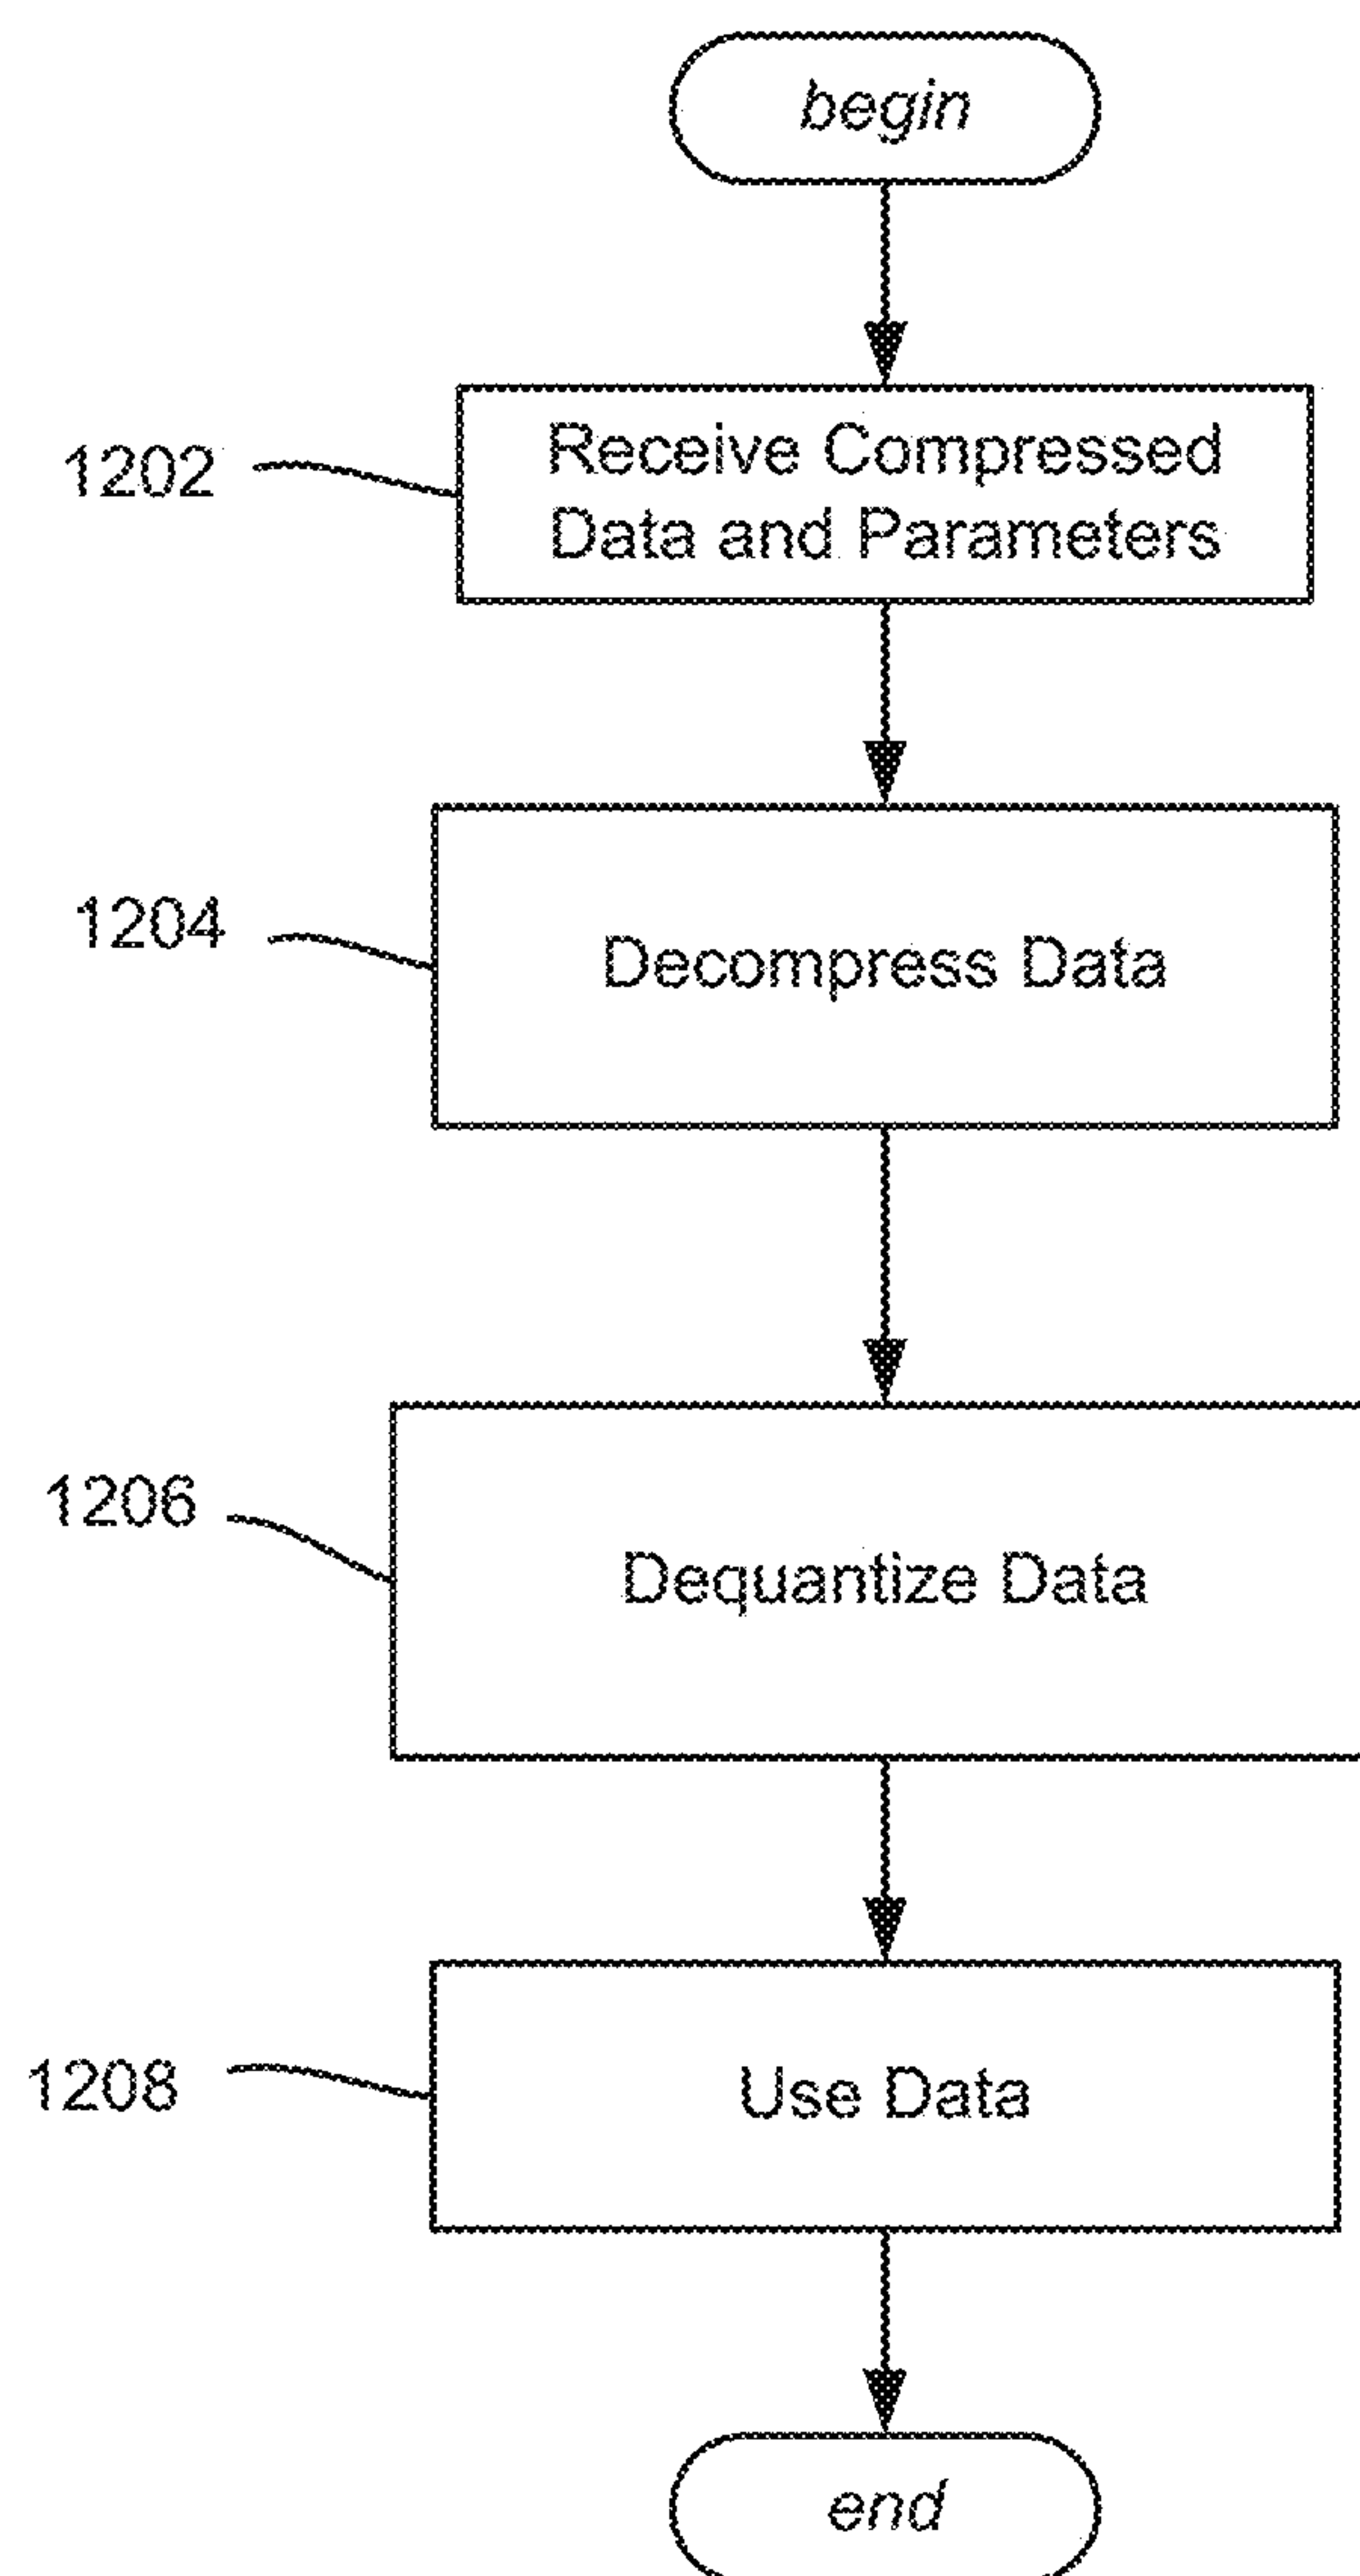 begin
1202
Receive Compressed
Data and Parameters
1204
Decompress Data
1206
Dequantize Data
1208
Use Data
end